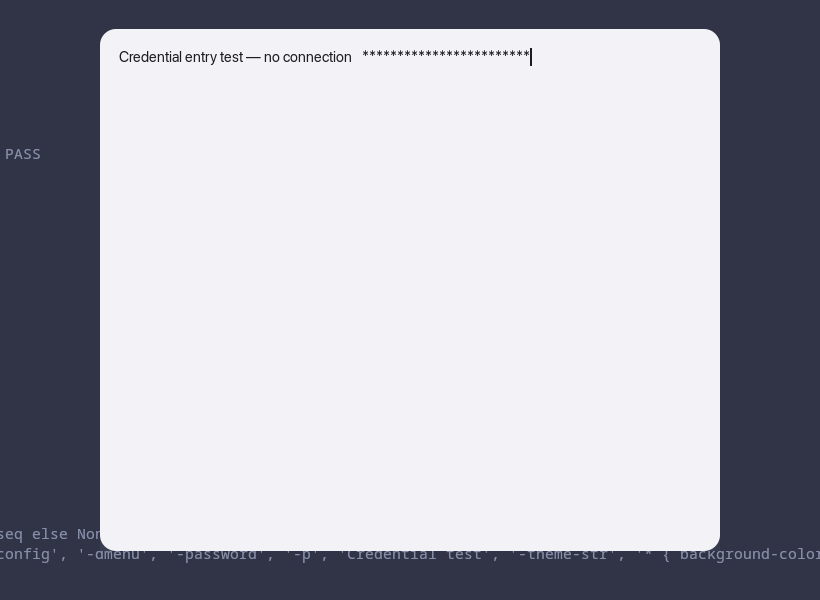 Credential entry test — no connection ************************
PASS
seq else Non
config', '-dmenu', '-password', '-p', 'Credential test', '-theme-str', '* { background-color